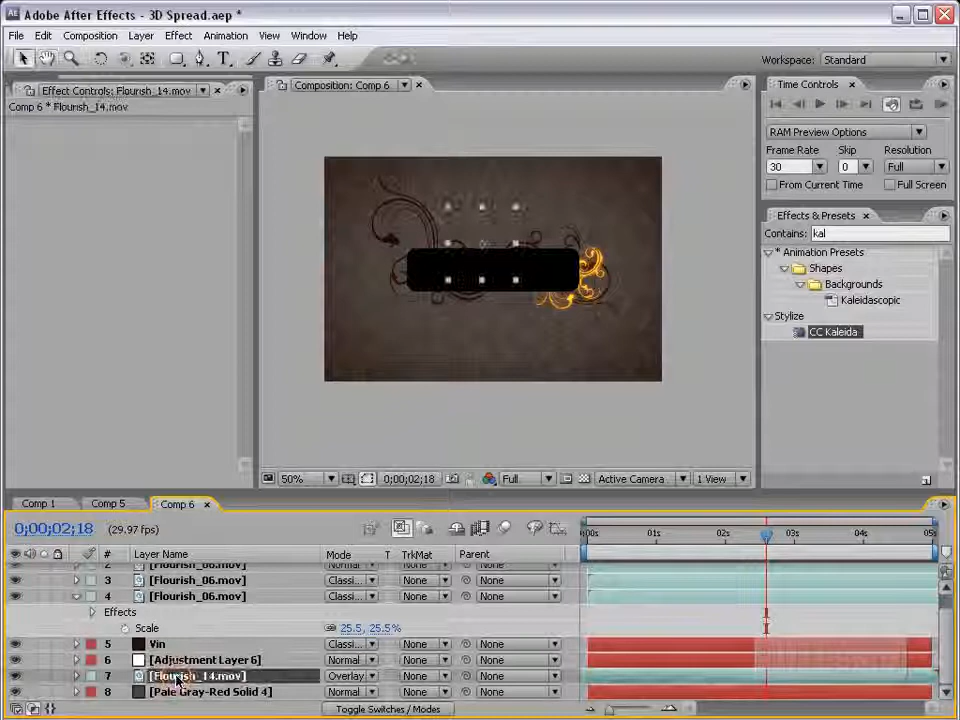 Adobe After Effects - 3D Spread.aep *
File Edit Composition Layer Effect Animation View Window Help
Workspace: Standard
Effect Controls: Flourish_14.mov
Comp 6 * Flourish_14.mov
Composition: Comp 6
Time Controls
RAM Preview Options
Frame Rate Skip Resolution
30 0 Full
From Current Time Full Screen
Effects & Presets
Contains: kal
* Animation Presets
Shapes
Backgrounds
Kaleidoscopic
Stylize
CC Kaleida
50% 0;00;02;18 Full Active Camera 1 View
Comp 1 Comp 5 Comp 6
0;00;02;18 (29.97 fps)
:00s 01s 02s 03s 04s 05s
# Layer Name Mode T TrkMat Parent
3 [Flourish_06.mov] Classi... None None
4 [Flourish_06.mov] Classi... None None
Effects
Scale 25.5, 25.5%
5 Vin Classi... None None
6 [Adjustment Layer 6] Normal None None
7 [Flourish_14.mov] Overlay None None
8 [Pale Gray-Red Solid 4] Normal None None
Toggle Switches / Modes